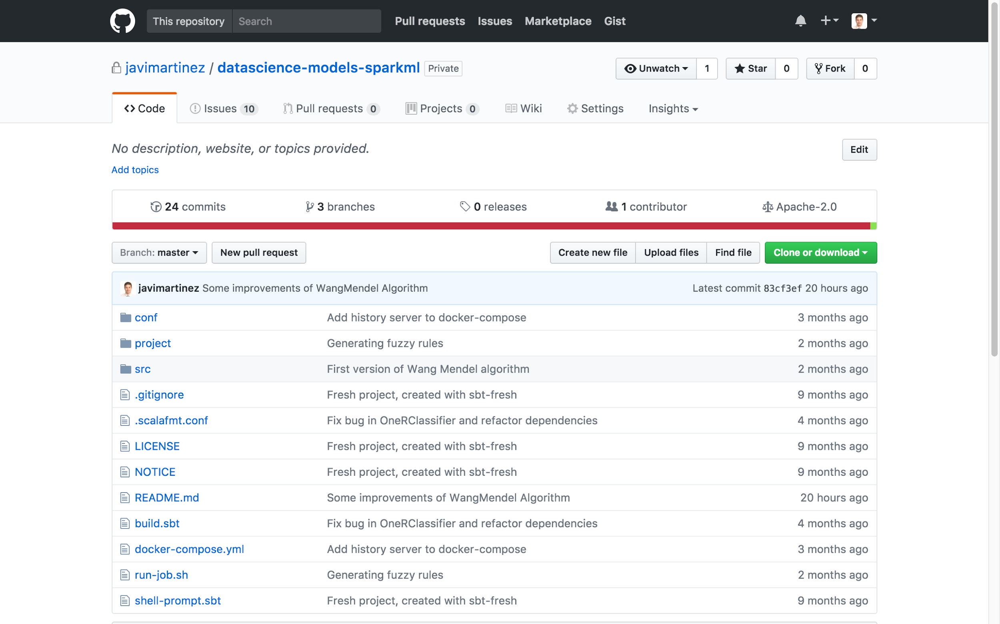 This repository Search Pull requests Issues Marketplace Gist
javimartinez / datascience-models-sparkml Private Unwatch 1 Star 0 Fork 0
Code Issues 10 Pull requests 0 Projects 0 Wiki Settings Insights
No description, website, or topics provided. Edit
Add topics
24 commits 3 branches 0 releases 1 contributor Apache-2.0
Branch: master New pull request Create new file Upload files Find file Clone or download
javimartinez Some improvements of WangMendel Algorithm Latest commit 83cf3ef 20 hours ago
conf Add history server to docker-compose 3 months ago
project Generating fuzzy rules 2 months ago
src First version of Wang Mendel algorithm 2 months ago
.gitignore Fresh project, created with sbt-fresh 9 months ago
.scalafmt.conf Fix bug in OneRClassifier and refactor dependencies 4 months ago
LICENSE Fresh project, created with sbt-fresh 9 months ago
NOTICE Fresh project, created with sbt-fresh 9 months ago
README.md Some improvements of WangMendel Algorithm 20 hours ago
build.sbt Fix bug in OneRClassifier and refactor dependencies 4 months ago
docker-compose.yml Add history server to docker-compose 3 months ago
run-job.sh Generating fuzzy rules 2 months ago
shell-prompt.sbt Fresh project, created with sbt-fresh 9 months ago